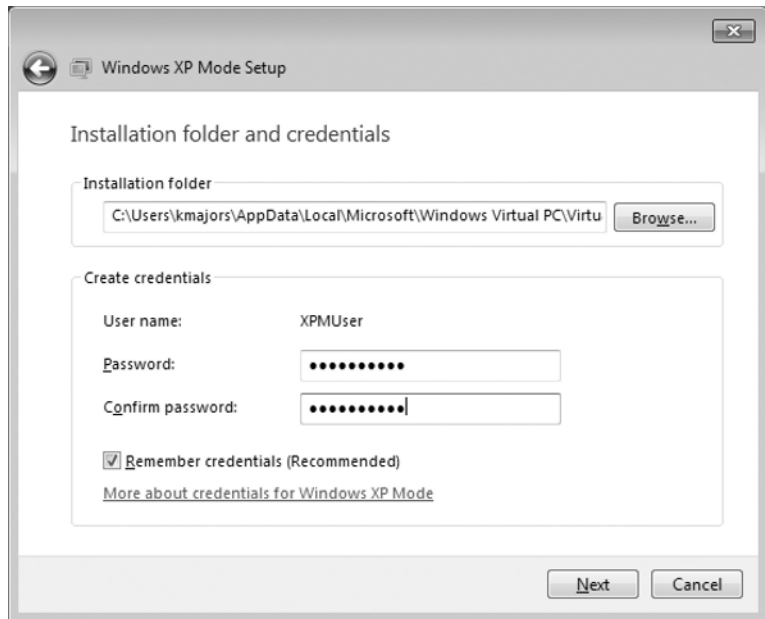 Windows XP Mode Setup
Installation folder and credentials
Installation folder
C:\Users\kmajors\AppData\Local\Microsoft\Windows Virtual PC\Virtu
Browse...
Create credentials
User name: XPMUser
Password: ●●●●●●●●●●
Confirm password: ●●●●●●●●●●
Remember credentials (Recommended)
More about credentials for Windows XP Mode
Next Cancel